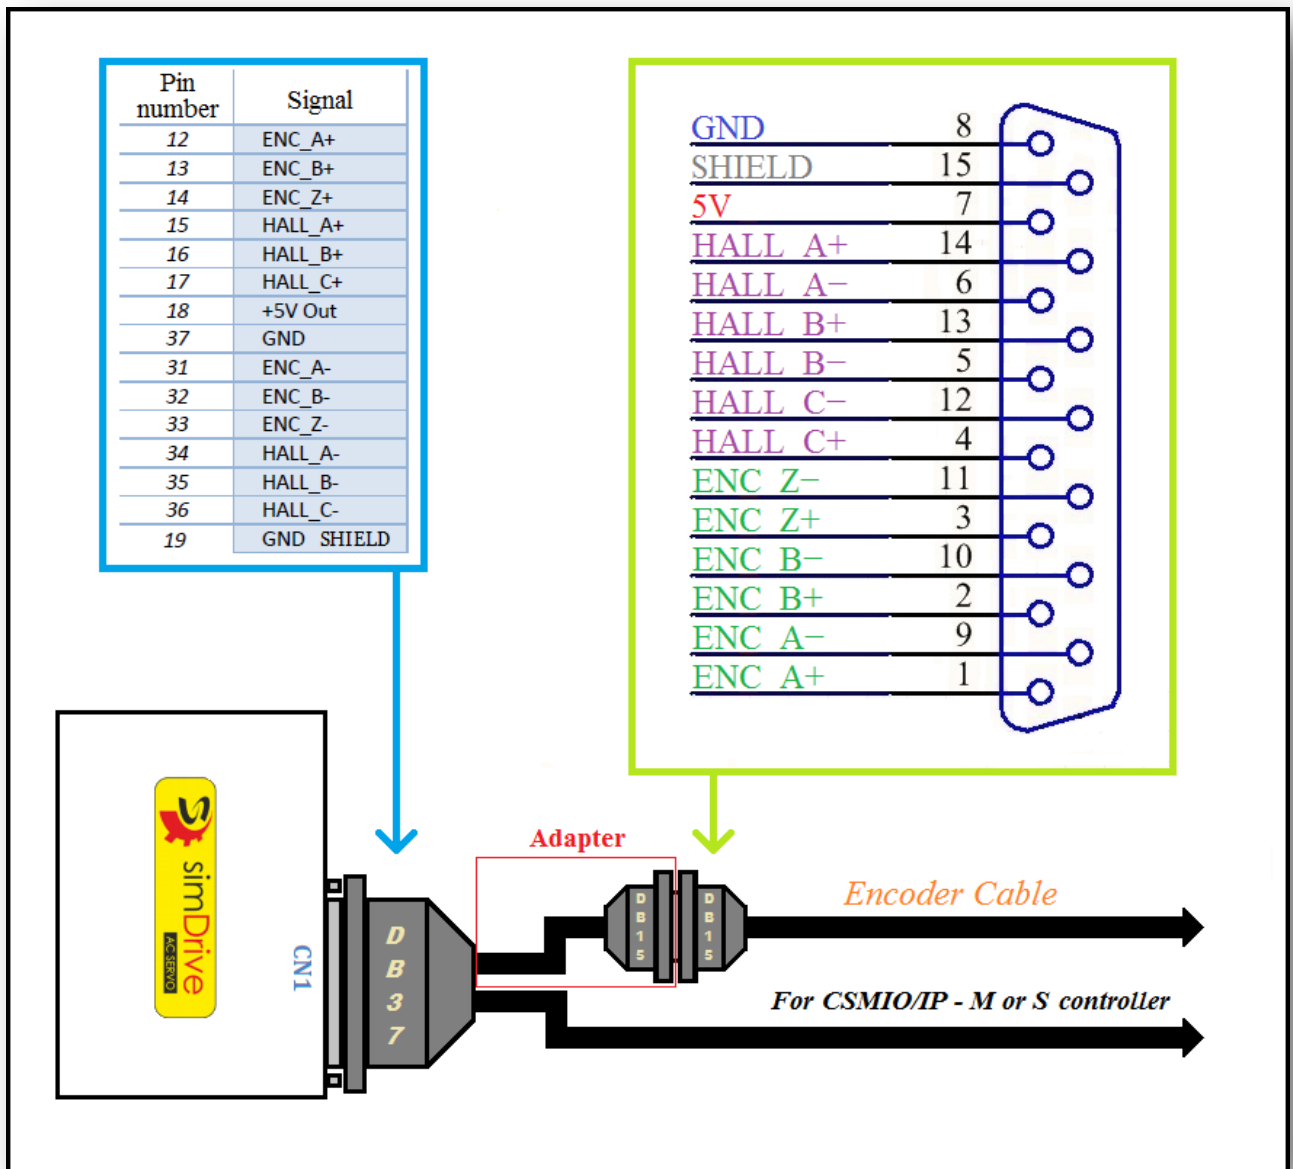 Pin number Signal
12 ENC_A+
13 ENC_B+
14 ENC_Z+
15 HALL_A+
16 HALL_B+
17 HALL_C+
18 +5V Out
37 GND
31 ENC_A-
32 ENC_B-
33 ENC_Z-
34 HALL_A-
35 HALL_B-
36 HALL_C-
19 GND SHIELD
GND 8
SHIELD 15
5V 7
HALL A+ 14
HALL A− 6
HALL B+ 13
HALL B− 5
HALL C− 12
HALL C+ 4
ENC Z− 11
ENC Z+ 3
ENC B− 10
ENC B+ 2
ENC A− 9
ENC A+ 1
simDrive
AC SERVO
CN1
DB37
Adapter
DB15
DB15
Encoder Cable
For CSMIO/IP - M or S controller